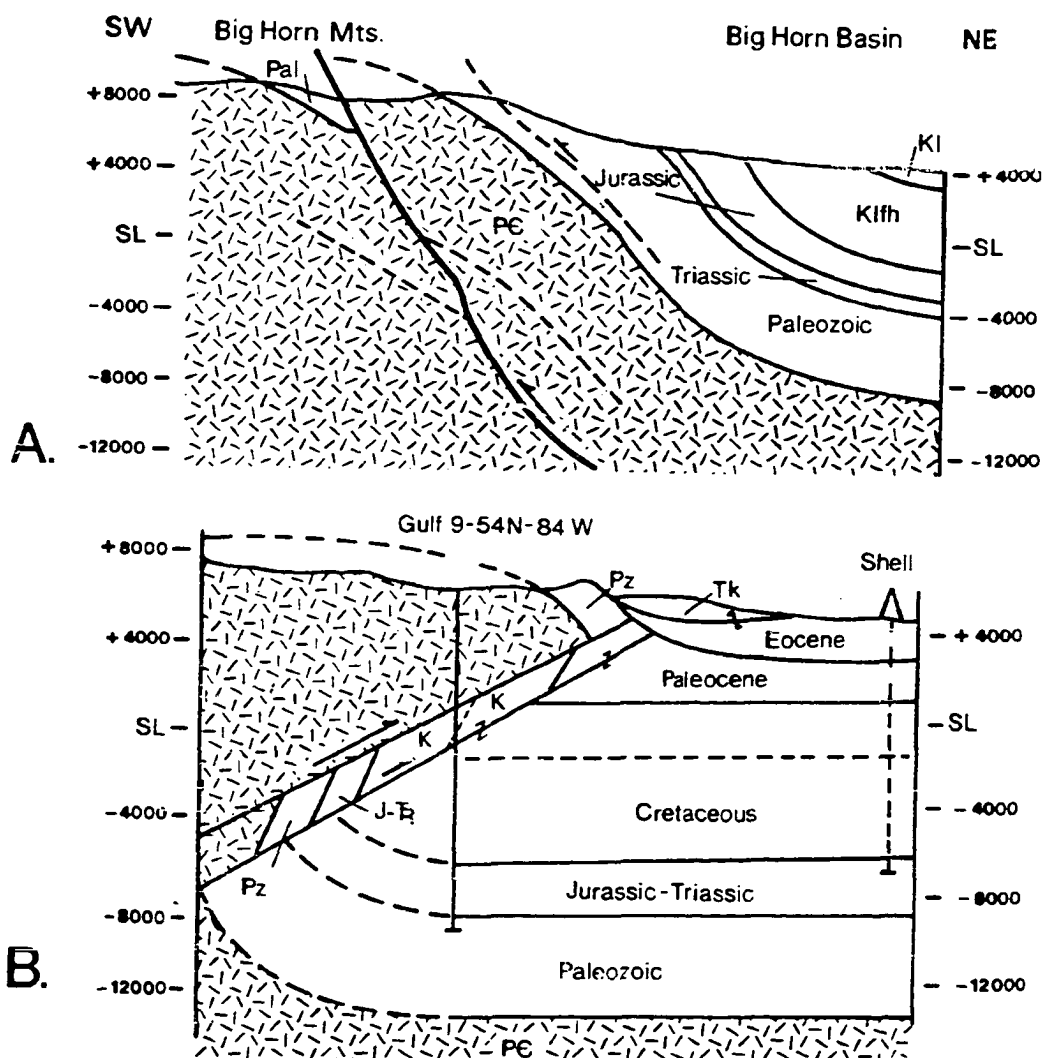 SW Big Horn Mts. Big Horn Basin NE
Pal
+8000
Kl
+4000 +4000
Jurassic
Klfh
PЄ
SL SL
Triassic
-4000 -4000
Paleozoic
-8000 -8000
A.
-12000 -12000
Gulf 9-54N-84W
+8000
Shell
Pz
Tk
+4000 +4000
Eocene
Paleocene
K
SL SL
K
-4000 -4000
J-TR
Cretaceous
Pz
Jurassic-Triassic
-8000 -8000
B.
Paleozoic
-12000 -12000
PЄ